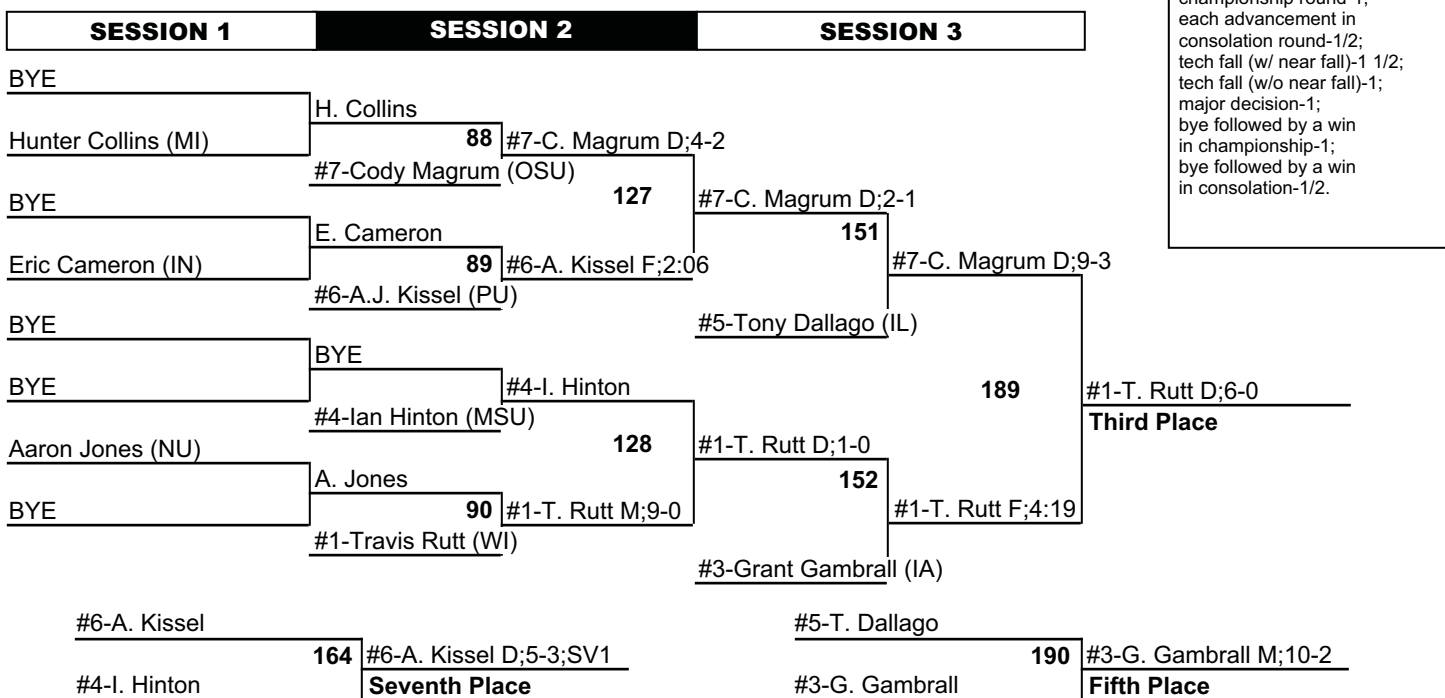 championship round-1;
each advancement in
consolation round-1/2;
tech fall (w/ near fall)-1 1/2;
tech fall (w/o near fall)-1;
major decision-1;
bye followed by a win
in championship-1;
bye followed by a win
in consolation-1/2.
SESSION 1 SESSION 2 SESSION 3
BYE
H. Collins
Hunter Collins (MI) 88 #7-C. Magrum D;4-2
#7-Cody Magrum (OSU)
BYE 127 #7-C. Magrum D;2-1
E. Cameron 151
Eric Cameron (IN) 89 #6-A. Kissel F;2:06 #7-C. Magrum D;9-3
#6-A.J. Kissel (PU)
BYE #5-Tony Dallago (IL)
BYE
BYE #4-I. Hinton 189 #1-T. Rutt D;6-0
#4-Ian Hinton (MSU) Third Place
Aaron Jones (NU) 128 #1-T. Rutt D;1-0
A. Jones 152
BYE 90 #1-T. Rutt M;9-0 #1-T. Rutt F;4:19
#1-Travis Rutt (WI)
#3-Grant Gambrall (IA)
#6-A. Kissel #5-T. Dallago
164 #6-A. Kissel D;5-3;SV1 190 #3-G. Gambrall M;10-2
#4-I. Hinton Seventh Place #3-G. Gambrall Fifth Place